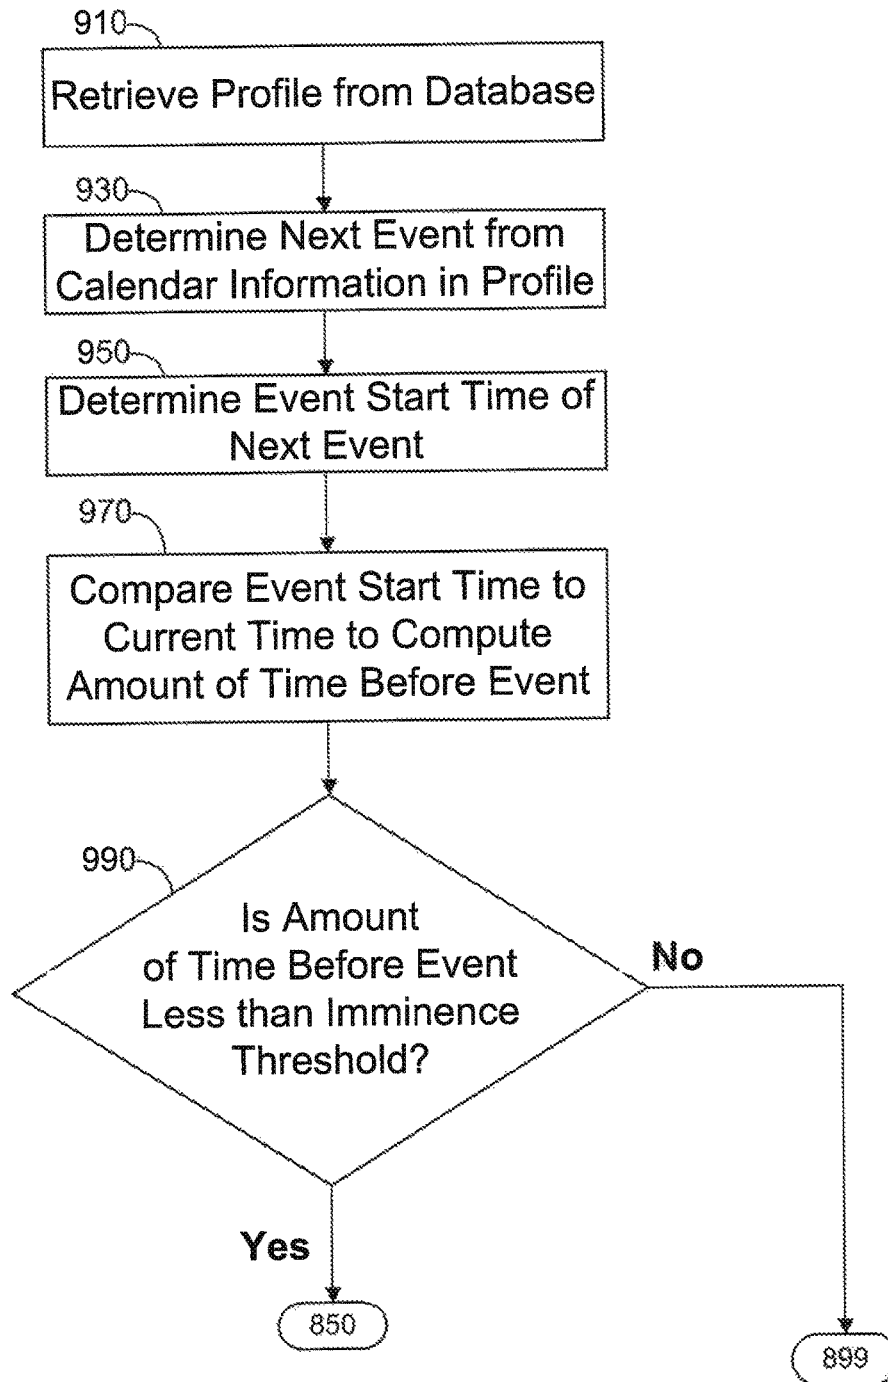 910
Retrieve Profile from Database
930
Determine Next Event from
Calendar Information in Profile
950
Determine Event Start Time of
Next Event
970
Compare Event Start Time to
Current Time to Compute
Amount of Time Before Event
990
Is Amount
of Time Before Event
Less than Imminence
Threshold?
No
Yes
850
899